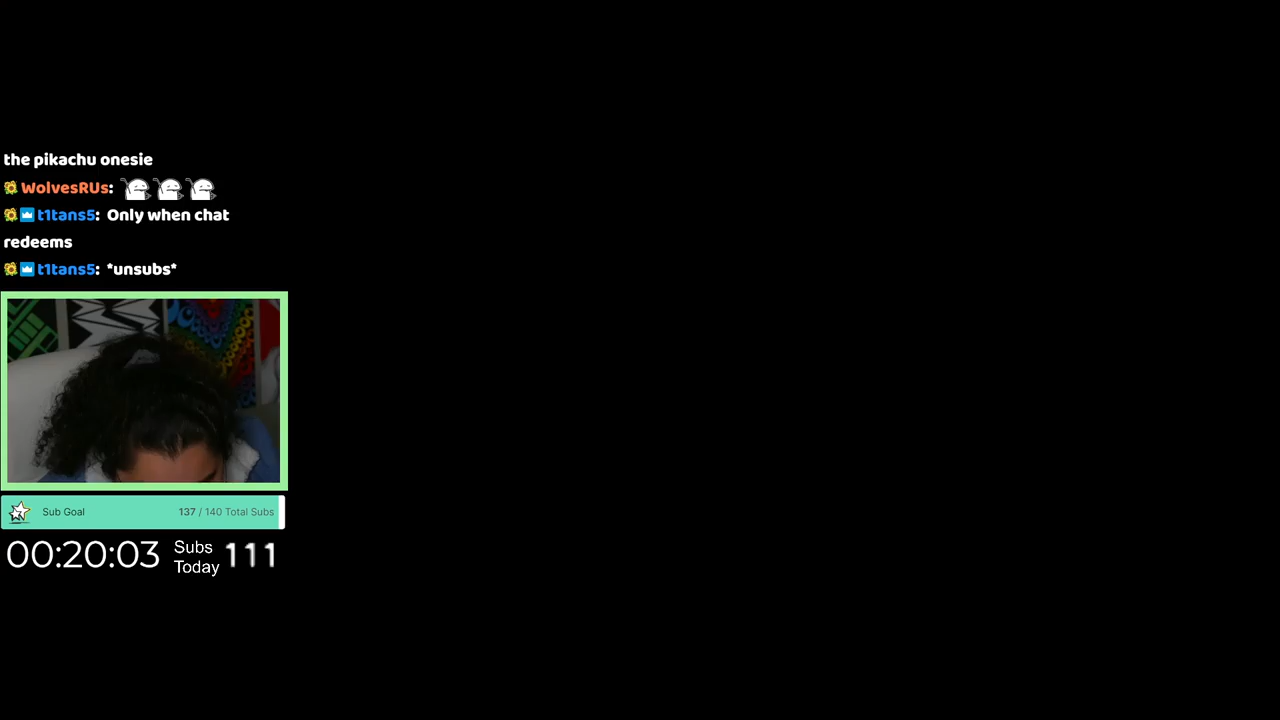 the pikachu onesie
WolvesRUs:
t1tans5: Only when chat
redeems
t1tans5: *unsubs*
Sub Goal 137 / 140 Total Subs
00:20:03 Subs Today 111